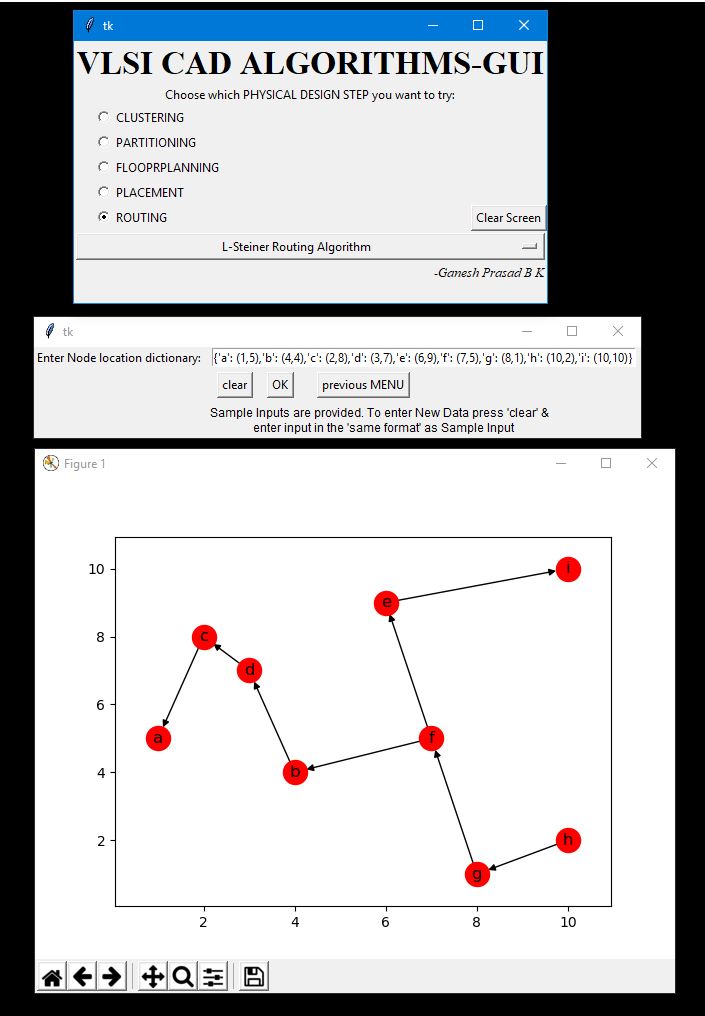 tk
VLSI CAD ALGORITHMS-GUI
Choose which PHYSICAL DESIGN STEP you want to try:
CLUSTERING
PARTITIONING
FLOOPRPLANNING
PLACEMENT
ROUTING
Clear Screen
L-Steiner Routing Algorithm
-Ganesh Prasad B K
tk
Enter Node location dictionary: {'a': (1,5),'b': (4,4),'c': (2,8),'d': (3,7),'e': (6,9),'f': (7,5),'g': (8,1),'h': (10,2),'i': (10,10)}
clear OK previous MENU
Sample Inputs are provided. To enter New Data press 'clear' &
enter input in the 'same format' as Sample Input
Figure 1
10
8
6
4
2
i
e
c
d
a
f
b
h
g
2 4 6 8 10